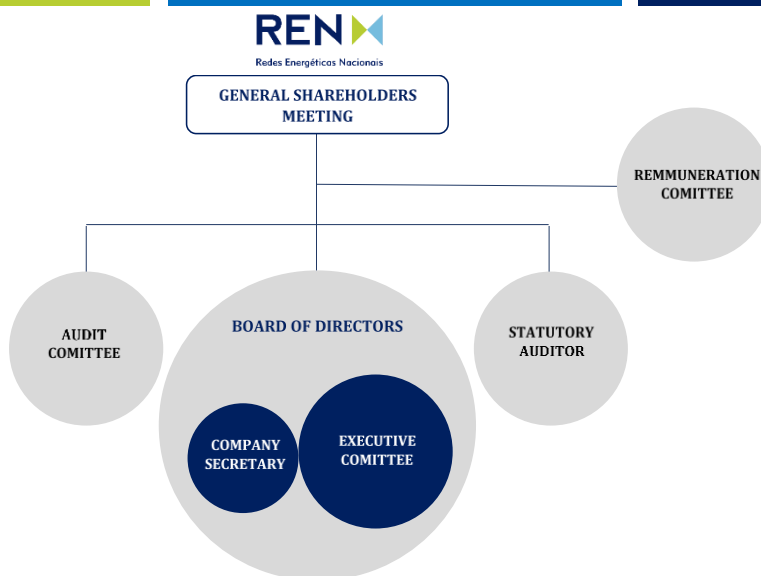 REN
Redes Energéticas Nacionais
GENERAL SHAREHOLDERS
MEETING
REMMUNERATION
COMITTEE
AUDIT
COMITTEE
BOARD OF DIRECTORS
STATUTORY
AUDITOR
COMPANY
SECRETARY
EXECUTIVE
COMITTEE